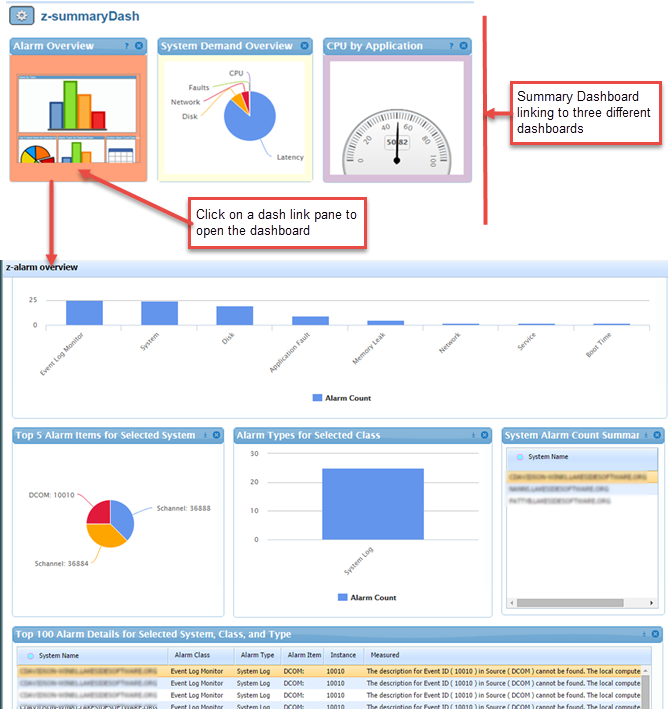 z-summaryDash
Alarm Overview ?
System Demand Overview
CPU by Application ?
CPU
Faults
Network
Disk
Latency
0 20 40 60 80 100
50.82
Summary Dashboard
linking to three different
dashboards
Click on a dash link pane to
open the dashboard
z-alarm overview
25
0
Event Log Monitor
System
Disk
Application Fault
Memory Leak
Network
Service
Boot Time
Alarm Count
Top 5 Alarm Items for Selected System
DCOM: 10010
Schannel: 36888
Schannel: 36884
Alarm Types for Selected Class
30
20
10
0
System Log
Alarm Count
System Alarm Count Summar
System Name
Top 100 Alarm Details for Selected System, Class, and Type
System Name Alarm Class Alarm Type Alarm Item Instance Measured
Event Log Monitor System Log DCOM: 10010 The description for Event ID ( 10010 ) in Source ( DCOM ) cannot be found. The local compute
Event Log Monitor System Log DCOM: 10010 The description for Event ID ( 10010 ) in Source ( DCOM ) cannot be found. The local compute
Event Log Monitor System Log DCOM: 10010 The description for Event ID ( 10010 ) in Source ( DCOM ) cannot be found. The local compute
Event Log Monitor System Log DCOM: 10010 The description for Event ID ( 10010 ) in Source ( DCOM ) cannot be found. The local compute